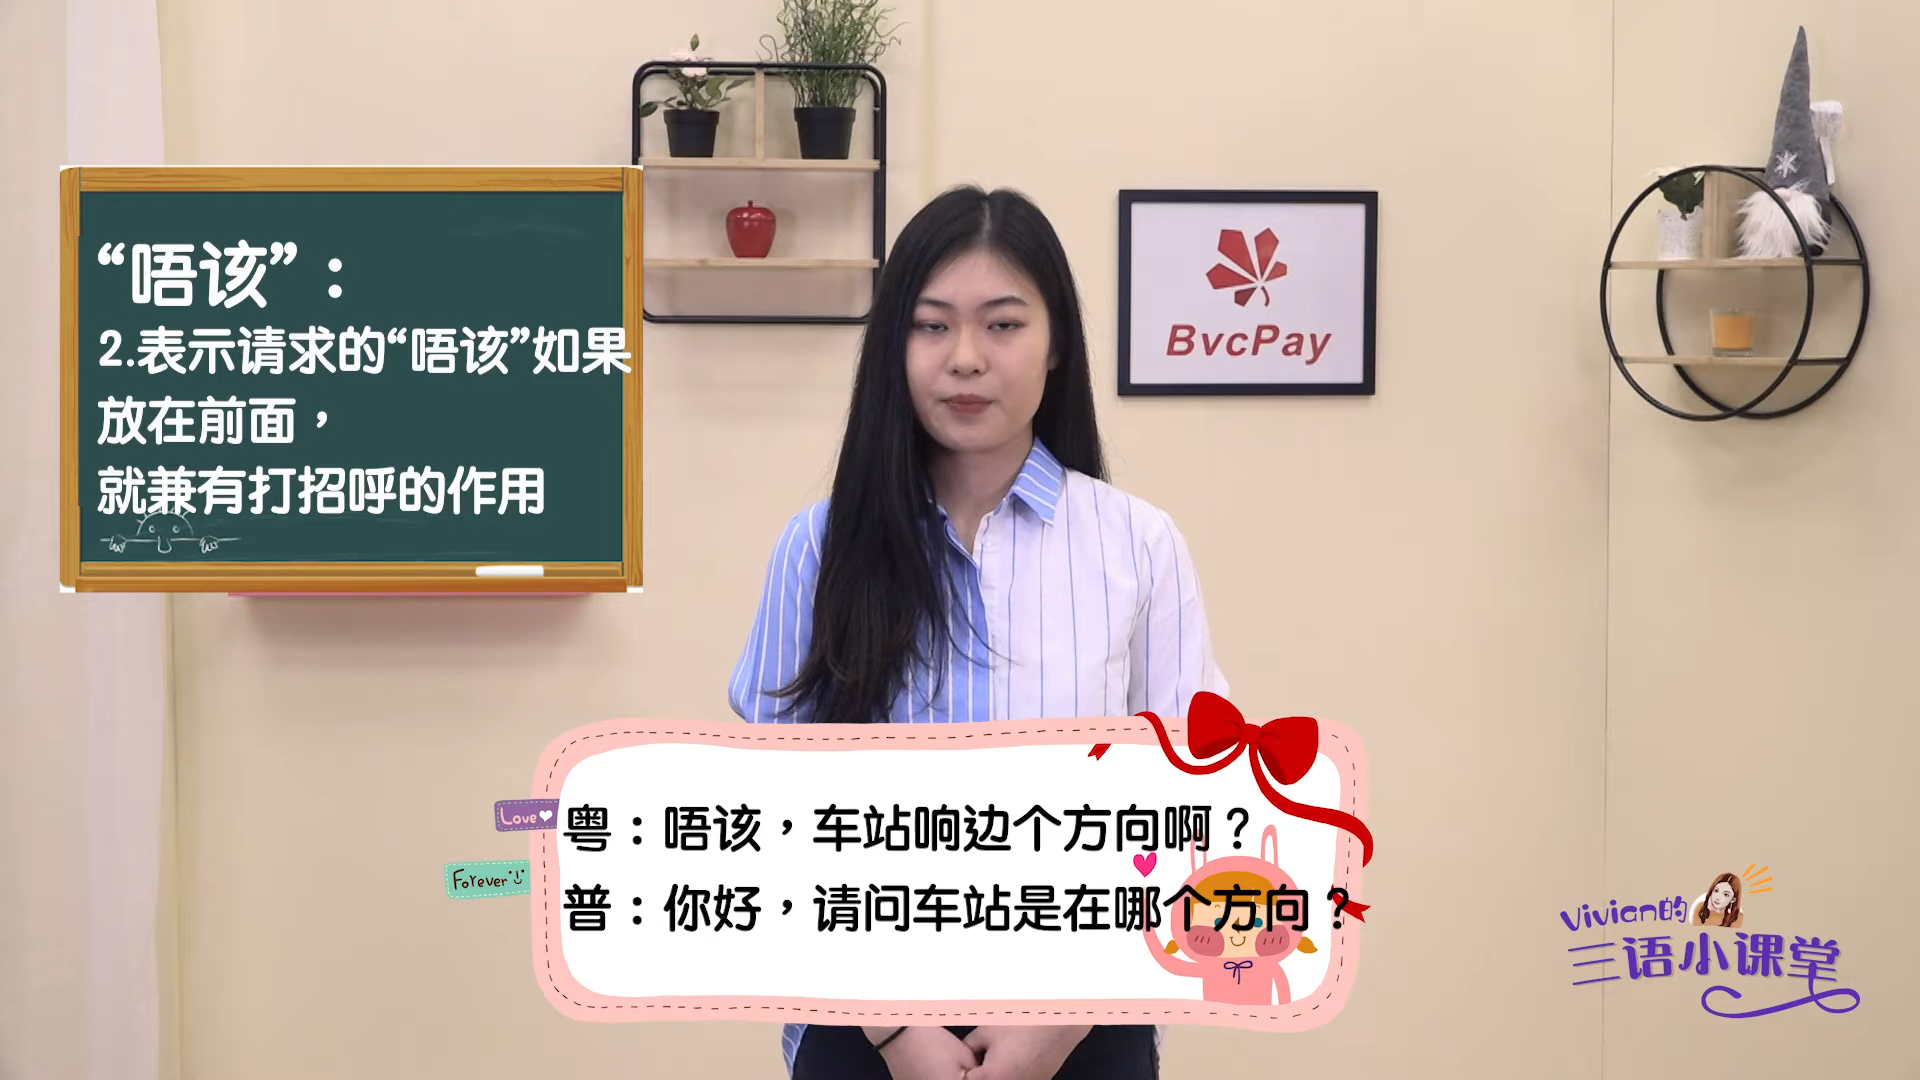 “唔该”：
2.表示请求的“唔该”如果
放在前面，
就兼有打招呼的作用
BvcPay
Love
粤：唔该，车站响边个方向啊？
Forever
普：你好，请问车站是在哪个方向？
Vivian的
三语小课堂